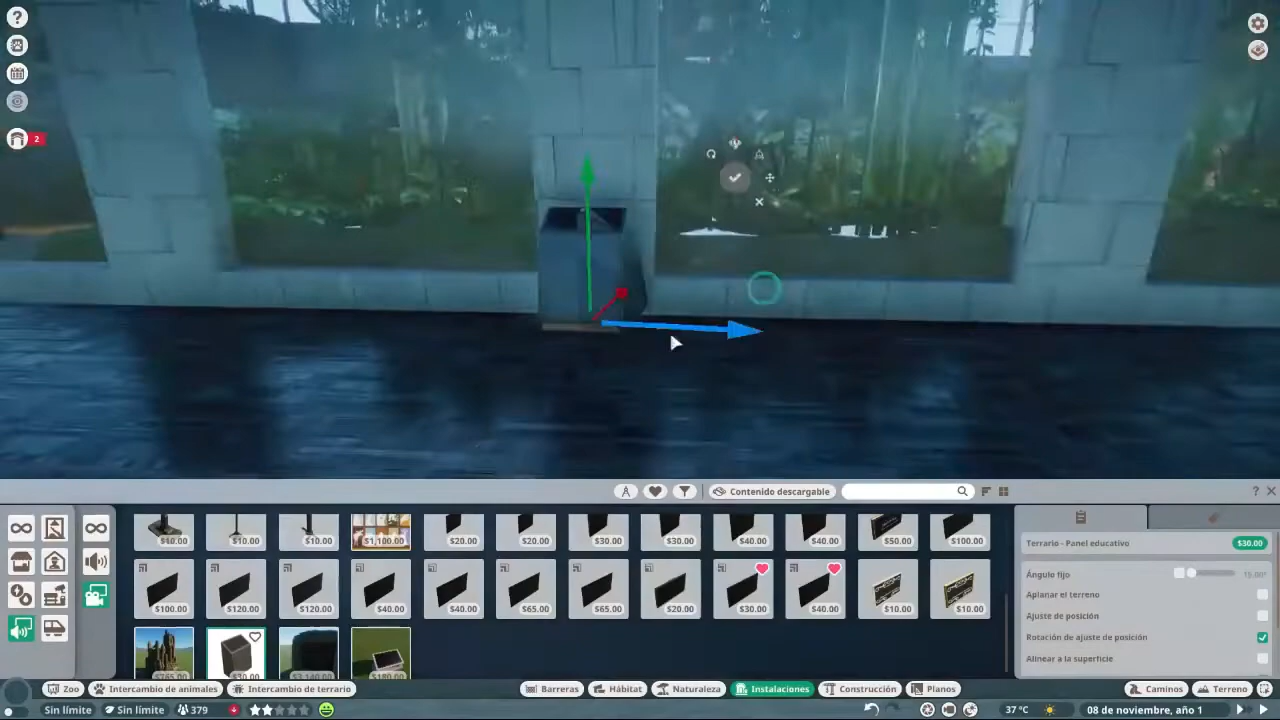 2
Contenido descargable
$10.00 $10.00 $1,100.00 $20.00 $20.00 $30.00 $30.00 $40.00 $40.00 $50.00 $100.00
$100.00 $120.00 $120.00 $40.00 $40.00 $65.00 $65.00 $20.00 $30.00 $40.00 $10.00 $10.00
$30.00 $180.00
Terrario - Panel educativo $30.00
Ángulo fijo
Aplanar el terreno
Ajuste de posición
Rotación de ajuste de posición
Alinear a la superficie
Zoo Intercambio de animales Intercambio de terrario Barreras Hábitat Naturaleza Instalaciones Construcción Planos Caminos Terreno
Sin límite Sin límite 379 37 °C 08 de noviembre, año 1